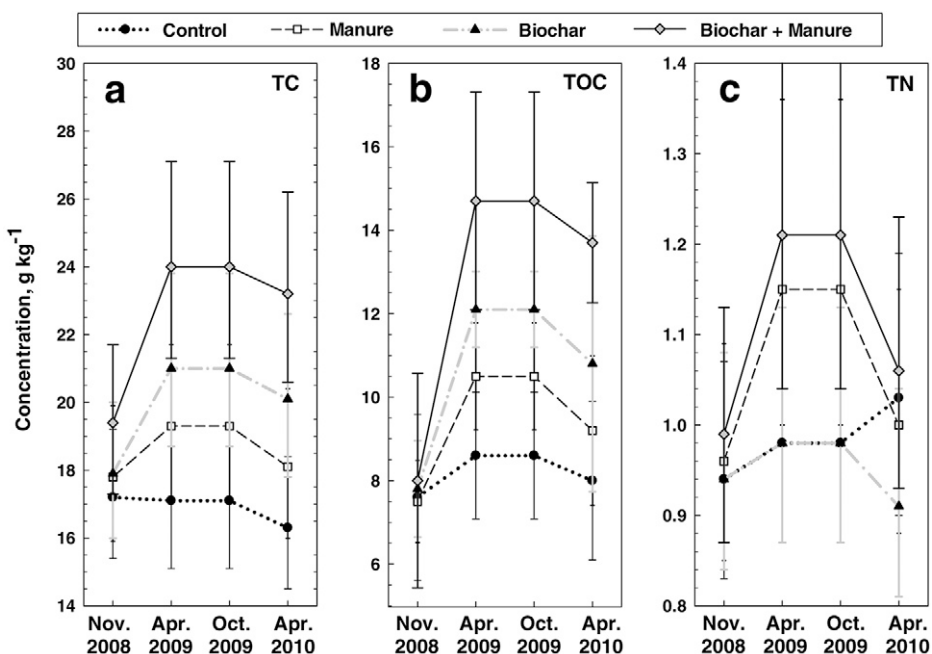 Control Manure Biochar Biochar + Manure
a TC
b TOC
c TN
Concentration, g kg-1
30
28
26
24
22
20
18
16
14
18
16
14
12
10
8
6
1.4
1.3
1.2
1.1
1.0
0.9
0.8
Nov. Apr. Oct. Apr.
2008 2009 2009 2010
Nov. Apr. Oct. Apr.
2008 2009 2009 2010
Nov. Apr. Oct. Apr.
2008 2009 2009 2010